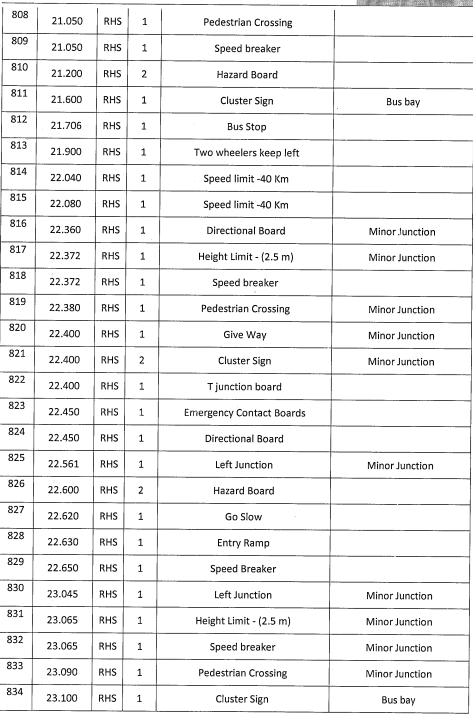 808 21.050 RHS 1 Pedestrian Crossing
809 21.050 RHS 1 Speed breaker
810 21.200 RHS 2 Hazard Board
811 21.600 RHS 1 Cluster Sign Bus bay
812 21.706 RHS 1 Bus Stop
813 21.900 RHS 1 Two wheelers keep left
814 22.040 RHS 1 Speed limit -40 Km
815 22.080 RHS 1 Speed limit -40 Km
816 22.360 RHS 1 Directional Board Minor Junction
817 22.372 RHS 1 Height Limit - (2.5 m) Minor Junction
818 22.372 RHS 1 Speed breaker
819 22.380 RHS 1 Pedestrian Crossing Minor Junction
820 22.400 RHS 1 Give Way Minor Junction
821 22.400 RHS 2 Cluster Sign Minor Junction
822 22.400 RHS 1 T junction board
823 22.450 RHS 1 Emergency Contact Boards
824 22.450 RHS 1 Directional Board
825 22.561 RHS 1 Left Junction Minor Junction
826 22.600 RHS 2 Hazard Board
827 22.620 RHS 1 Go Slow
828 22.630 RHS 1 Entry Ramp
829 22.650 RHS 1 Speed Breaker
830 23.045 RHS 1 Left Junction Minor Junction
831 23.065 RHS 1 Height Limit - (2.5 m) Minor Junction
832 23.065 RHS 1 Speed breaker Minor Junction
833 23.090 RHS 1 Pedestrian Crossing Minor Junction
834 23.100 RHS 1 Cluster Sign Bus bay